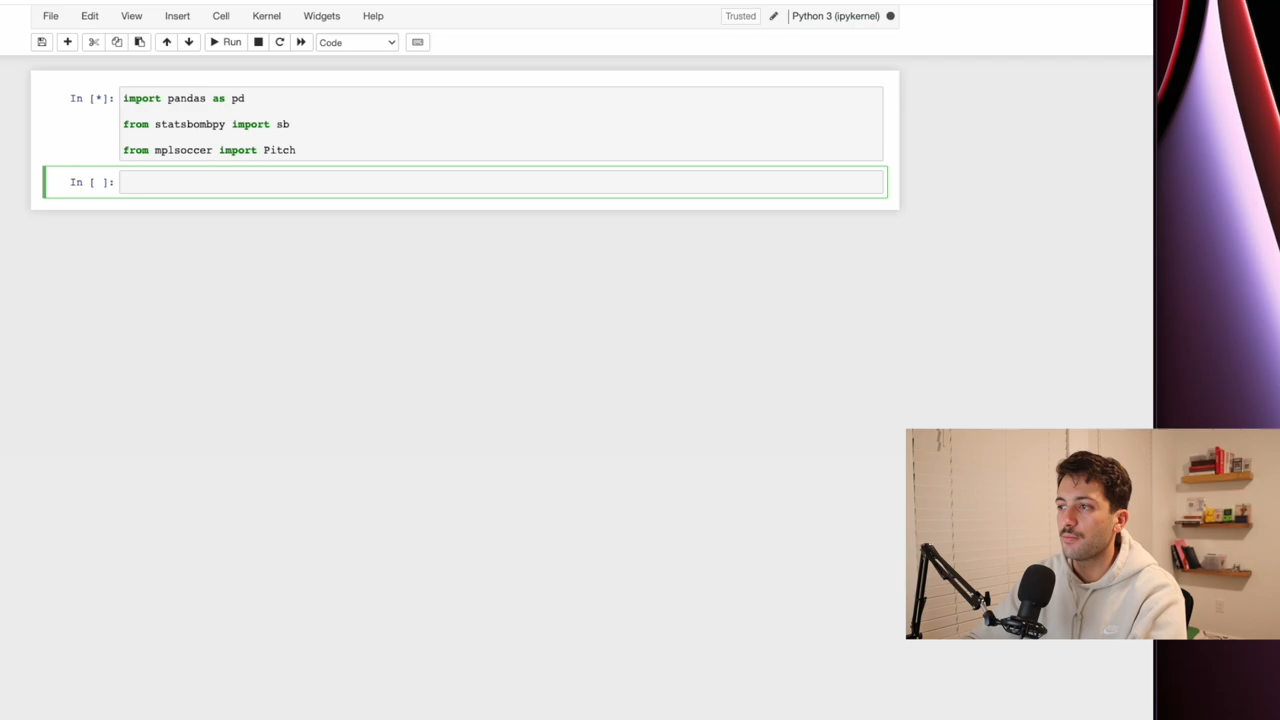 File Edit View Insert Cell Kernel Widgets Help Trusted Python 3 (ipykernel)
Run Code
In [*]: import pandas as pd
from statsbombpy import sb
from mplsoccer import Pitch
In [ ]: